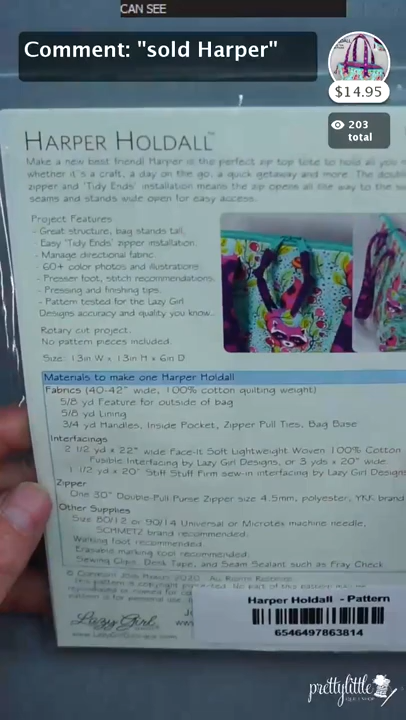 CAN SEE
Comment: "sold Harper"
$14.95
203
total
HARPER HOLDALL™
Make a new best friend! Harper is the perfect zip top tote to hold all you
whether it's a craft, a day on the go, a quick getaway and more. The
zipper and 'Tidy Ends' installation means the zip opens all the way to the
seams and stands wide open for easy access.
Project Features
- Great structure, bag stands tall.
- Easy 'Tidy Ends' zipper installation.
- Manage directional fabric.
- 60+ color photos and illustrations.
- Presser foot, stitch recommendations.
- Pressing and finishing tips.
- Pattern tested for the Lazy Girl
Designs accuracy and quality you know.
Rotary cut project.
No pattern pieces included.
Size: 13in W x 13in H x 6in D
Materials to make one Harper Holdall
Fabrics (40-42" wide, 100% cotton quilting weight)
5/8 yd Feature for outside of bag
5/8 yd Lining
3/4 yd Handles, Inside Pocket, Zipper Pull Ties, Bag Base
Interfacings
2 1/2 yd x 22" wide Face-It Soft Lightweight Woven 100% Cotton
Fusible Interfacing by Lazy Girl Designs, or 3 yds x 20" wide
1 1/2 yd x 20" Stiff Stuff Firm sew-in interfacing by Lazy Girl Designs
Zipper
One 30" Double-Pull Purse Zipper size 4.5mm, polyester, YKK brand
Other Supplies
Size 80/12 or 90/14 Universal or Microtex machine needle,
SCHMETZ brand recommended.
Walking foot recommended.
Erasable marking tool recommended.
Sewing Clips, Desk Tape, and Seam Sealant such as Fray Check
© Copyright 2020
Lazy Girl
Harper Holdall - Pattern
6546497863814
prettylittle